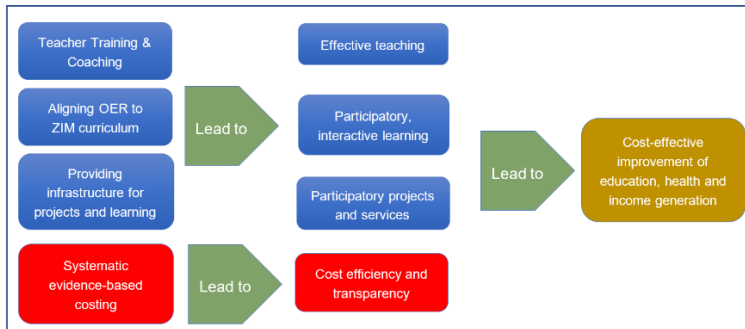 Teacher Training &
Coaching
Aligning OER to
ZIM curriculum
Providing
infrastructure for
projects and learning
Systematic
evidence-based
costing
Lead to
Lead to
Effective teaching
Participatory,
interactive learning
Participatory projects
and services
Cost efficiency and
transparency
Lead to
Cost-effective
improvement of
education, health and
income generation